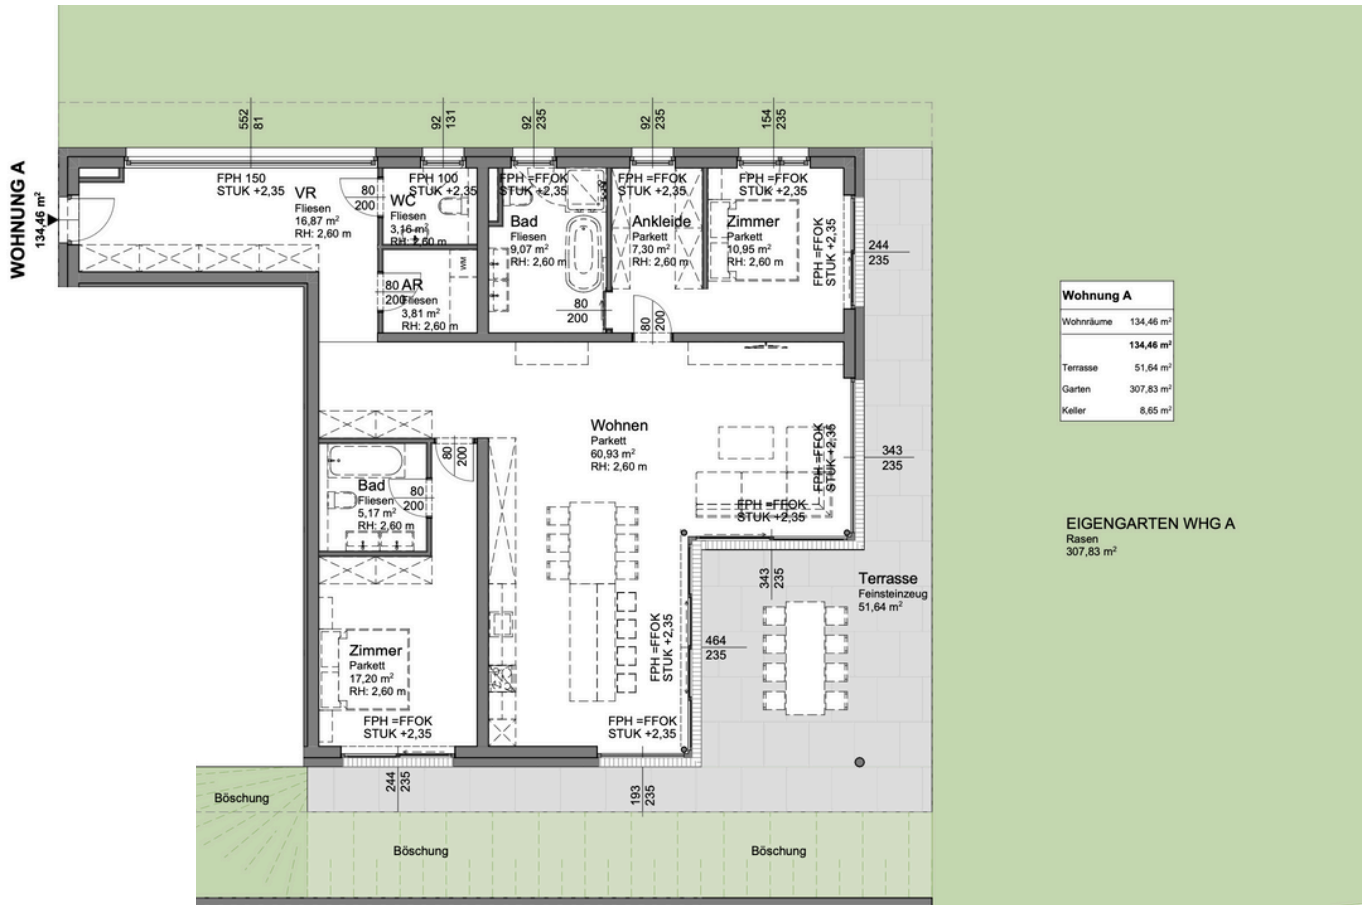 WOHNUNG A
134.46 m²
552
81
92
131
92
235
92
235
154
235
FPH 150
STUK +2,35
VR
Fliesen
16,87 m²
RH: 2,60 m
80
200
FPH 100
STUK +2,35
WC
Fliesen
3,16 m²
RH: 2,60 m
80
200
AR
Fliesen
3,81 m²
RH: 2,60 m
WM
FPH =FFOK
STUK +2,35
Bad
Fliesen
9,07 m²
RH: 2,60 m
80
200
FPH =FFOK
STUK +2,35
Ankleide
Parkett
7,30 m²
RH: 2,60 m
80
200
FPH =FFOK
STUK +2,35
Zimmer
Parkett
10,95 m²
RH: 2,60 m
FPH =FFOK
STUK +2,35
244
235
Wohnung A
Wohnräume 134,46 m²
134,46 m²
Terrasse 51,64 m²
Garten 307,83 m²
Keller 8,65 m²
Wohnen
Parkett
60,93 m²
RH: 2,60 m
FPH =FFOK
STUK +2,35
343
235
FPH =FFOK
STUK +2,35
343
235
80
200
Bad
Fliesen
5,17 m²
RH: 2,60 m
80
200
EIGENGARTEN WHG A
Rasen
307,83 m²
Terrasse
Feinsteinzeug
51,64 m²
FPH =FFOK
STUK +2,35
464
235
Zimmer
Parkett
17,20 m²
RH: 2,60 m
FPH =FFOK
STUK +2,35
FPH =FFOK
STUK +2,35
244
235
193
235
Böschung
Böschung
Böschung